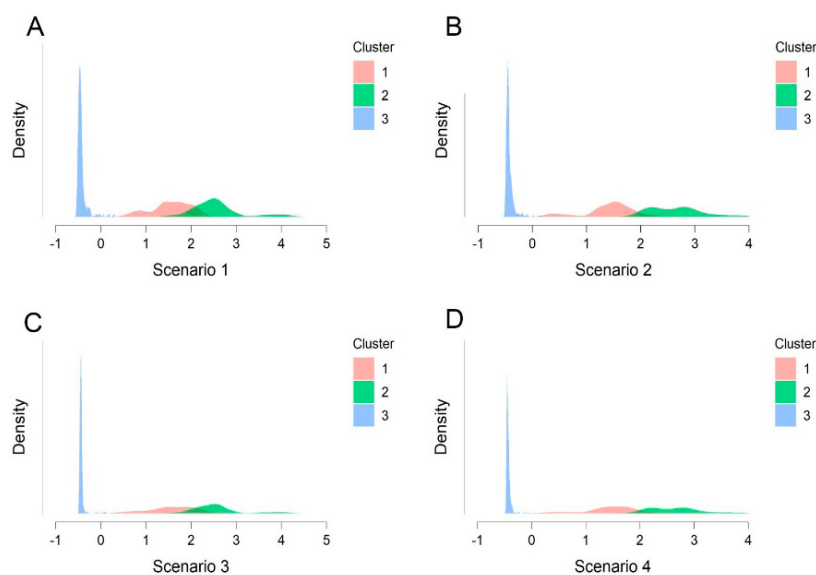 A
Density
Cluster
1
2
3
-1 0 1 2 3 4 5
Scenario 1
B
Density
Cluster
1
2
3
-1 0 1 2 3 4
Scenario 2
C
Density
Cluster
1
2
3
-1 0 1 2 3 4 5
Scenario 3
D
Density
Cluster
1
2
3
-1 0 1 2 3 4
Scenario 4